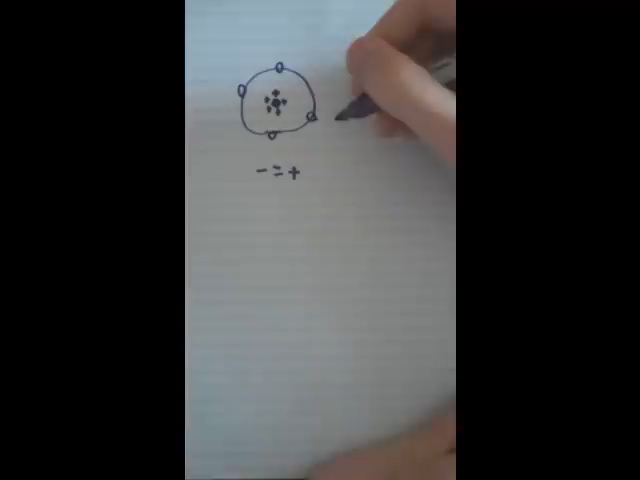 - = +